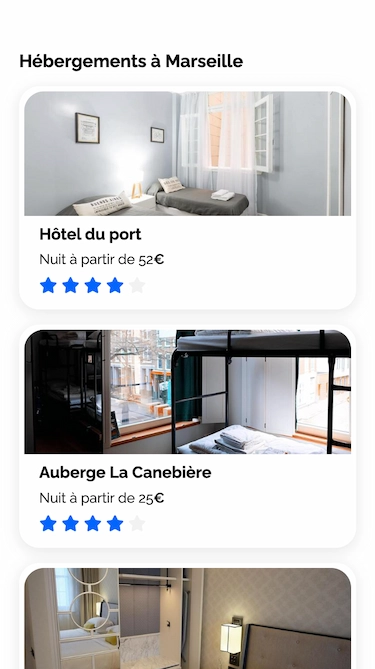 Hébergements à Marseille
Hôtel du port
Nuit à partir de 52€
Auberge La Canebière
Nuit à partir de 25€